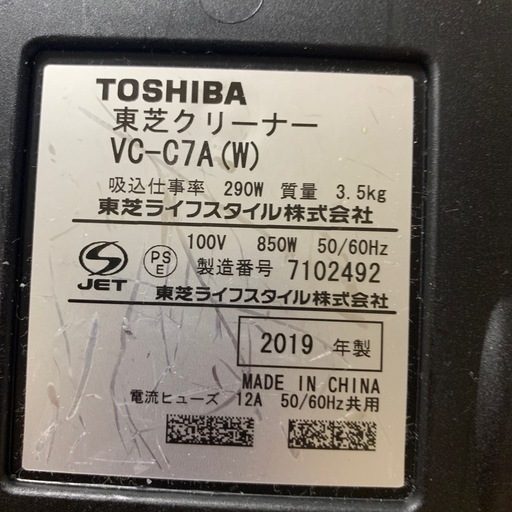 TOSHIBA
東芝クリーナー
VC-C7A(W)
吸込仕事率 290W 質量 3.5kg
東芝ライフスタイル株式会社
100V 850W 50/60Hz
S JET PS E 製造番号 7102492
東芝ライフスタイル株式会社
2019 年製
MADE IN CHINA
電流ヒューズ 12A 50/60Hz共用